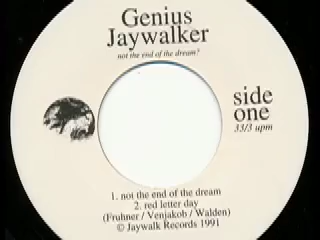 Genius
Jaywalker
not the end of the dream?
side
one
33/3 upm
1. not the end of the dream
2. red letter day
(Fruhner / Venjakob / Walden)
© Jaywalk Records 1991